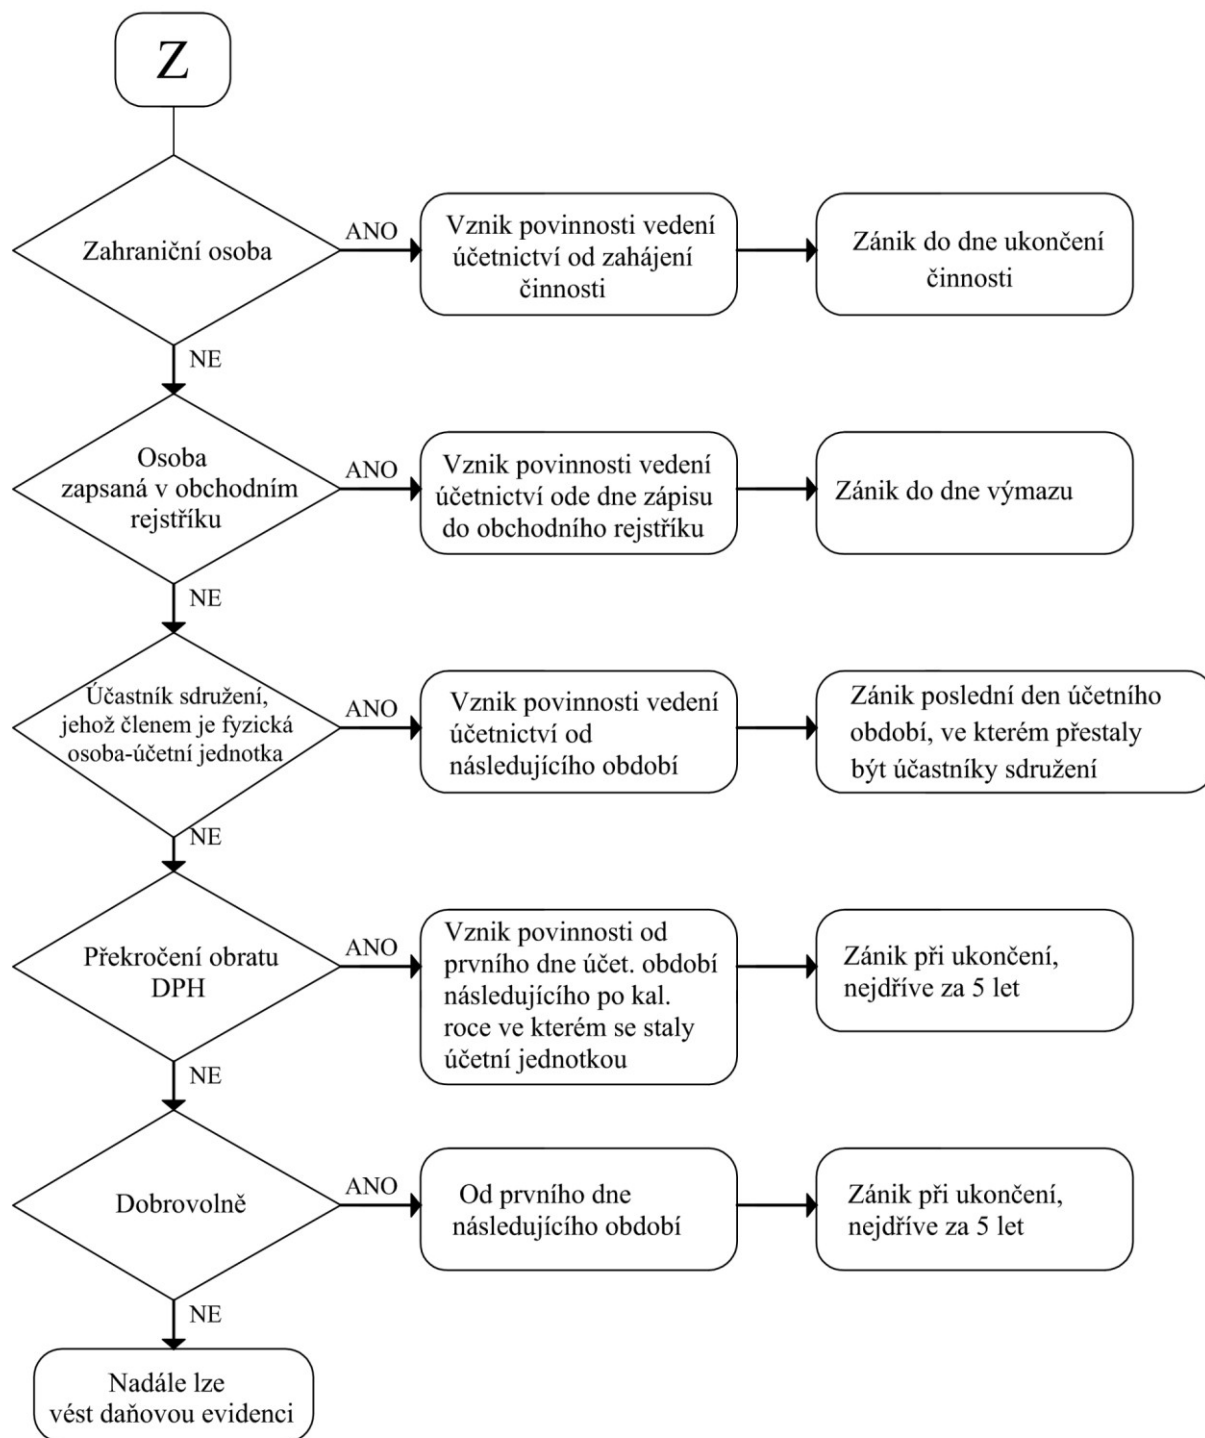 Z
Zahraniční osoba
ANO
Vznik povinnosti vedení
účetnictví od zahájení
činnosti
Zánik do dne ukončení
činnosti
NE
Osoba
zapsaná v obchodním
rejstříku
ANO
Vznik povinnosti vedení
účetnictví ode dne zápisu
do obchodního rejstříku
Zánik do dne výmazu
NE
Účastník sdružení,
jehož členem je fyzická
osoba-účetní jednotka
ANO
Vznik povinnosti vedení
účetnictví od
následujícího období
Zánik poslední den účetního
období, ve kterém přestaly
být účastníky sdružení
NE
Překročení obratu
DPH
ANO
Vznik povinnosti od
prvního dne účet. období
následujícího po kal.
roce ve kterém se staly
účetní jednotkou
Zánik při ukončení,
nejdříve za 5 let
NE
Dobrovolně
ANO
Od prvního dne
následujícího období
Zánik při ukončení,
nejdříve za 5 let
NE
Nadále lze
vést daňovou evidenci